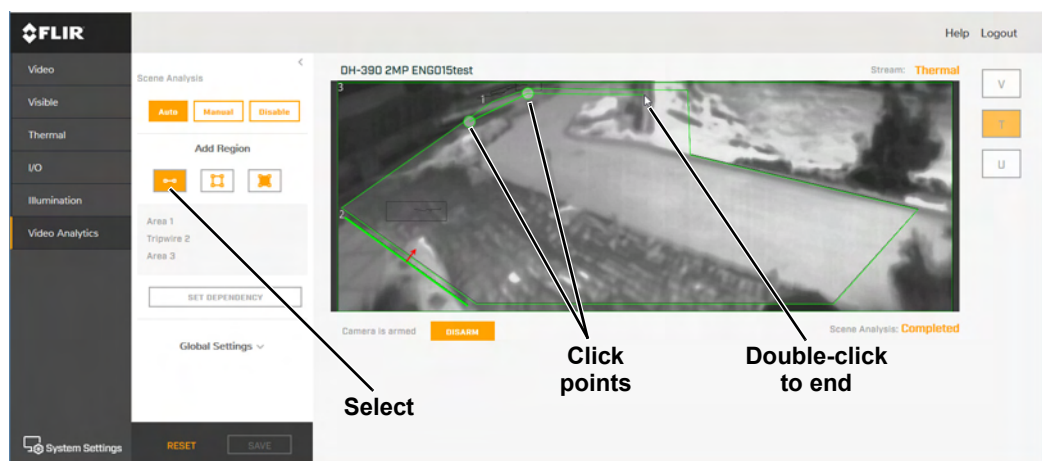 FLIR
Help Logout
Video
Visible
Thermal
I/O
Illumination
Video Analytics
System Settings
Scene Analysis
Auto Manual Disable
Add Region
Area 1
Tripwire 2
Area 3
SET DEPENDENCY
Global Settings
RESET SAVE
DH-390 2MP ENG015test
Stream: Thermal
3
1
2
Camera is armed DISARM
Scene Analysis: Completed
V
T
U
Select
Click
points
Double-click
to end